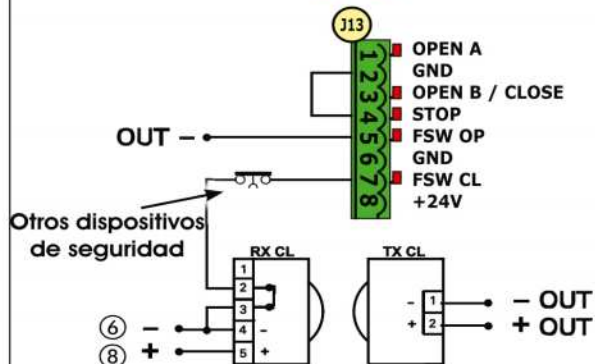 J13
1 OPEN A
2 GND
3 OPEN B / CLOSE
4 STOP
5 FSW OP
6 GND
7 FSW CL
8 +24V
OUT –
Otros dispositivos
de seguridad
RX CL
1
2
3
4 –
5 +
⑥ –
⑧ +
TX CL
– 1 – OUT
+ 2 + OUT